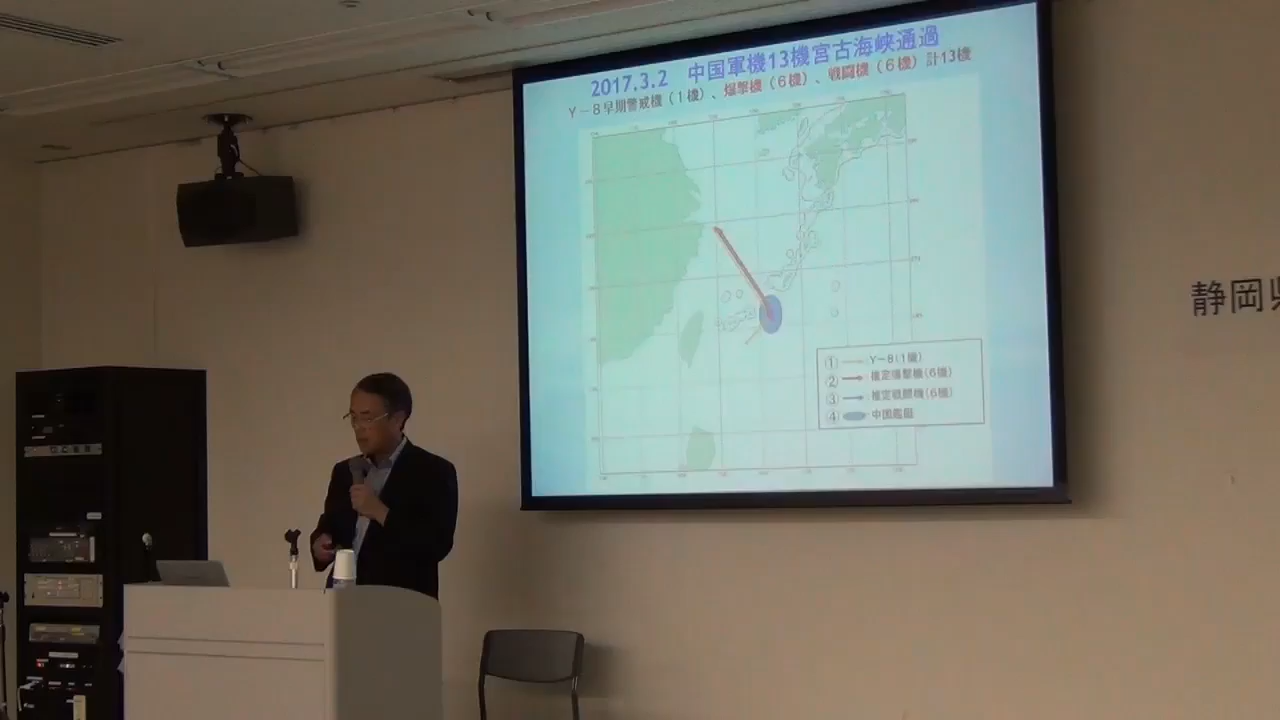 2017.3.2 中国軍機13機宮古海峡通過
Y－8早期警戒機（1機）、爆撃機（6機）、戦闘機（6機）計13機
① Y－8(1機)
② 推定爆撃機(6機)
③ 推定戦闘機(6機)
④ 中国艦艇
静岡県